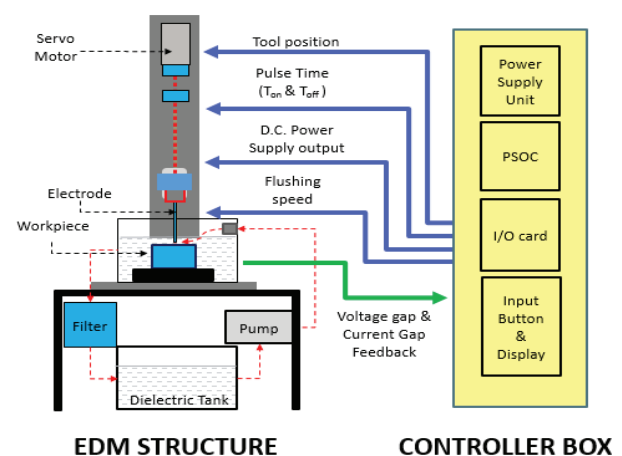 Servo
Motor
Tool position
Pulse Time
(Ton & Toff )
D.C. Power
Supply output
Flushing
speed
Electrode
Workpiece
Filter
Pump
Dielectric Tank
Voltage gap &
Current Gap
Feedback
Power
Supply
Unit
PSOC
I/O card
Input
Button
&
Display
EDM STRUCTURE
CONTROLLER BOX